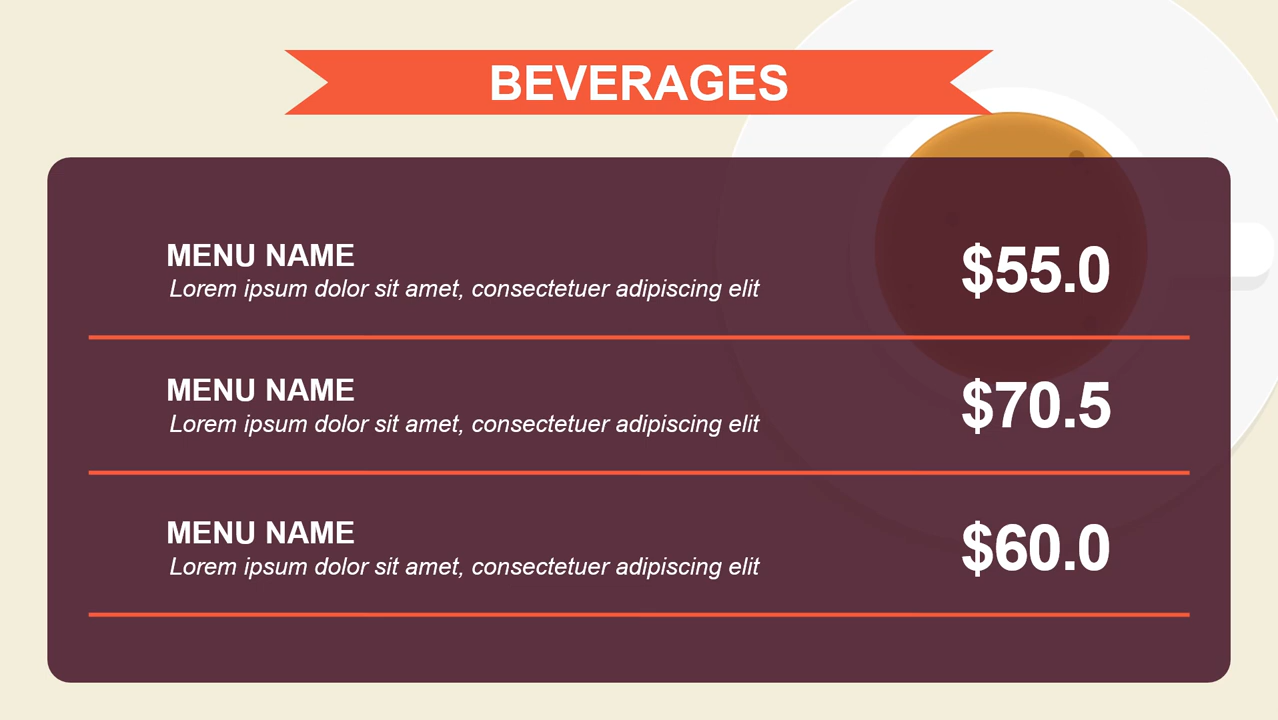 BEVERAGES
MENU NAME
Lorem ipsum dolor sit amet, consectetuer adipiscing elit
$55.0
MENU NAME
Lorem ipsum dolor sit amet, consectetuer adipiscing elit
$70.5
MENU NAME
Lorem ipsum dolor sit amet, consectetuer adipiscing elit
$60.0